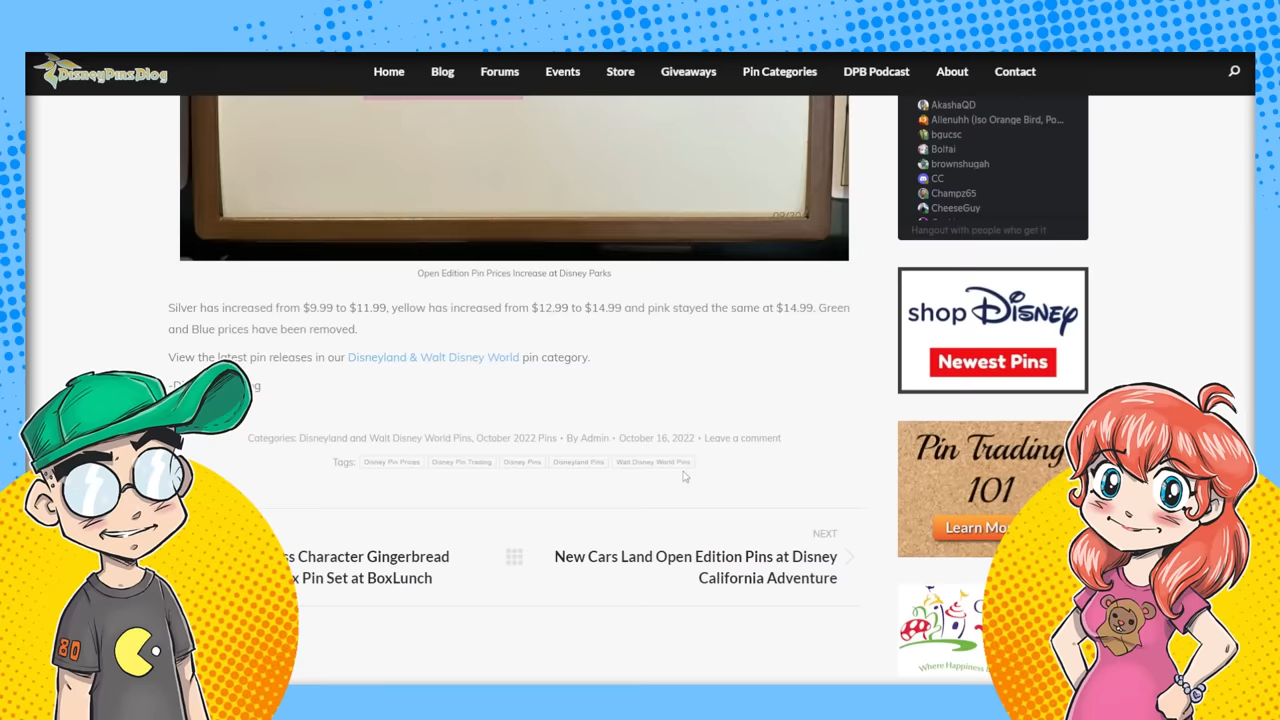 DisneyPinsBlog
Home Blog Forums Events Store Giveaways Pin Categories DPB Podcast About Contact
AkashaQD
Allenuhh (Iso Orange Bird, Po...
bgucsc
Boltai
brownshugah
CC
Champz65
CheeseGuy
Hangout with people who get it
Open Edition Pin Prices Increase at Disney Parks
Silver has increased from $9.99 to $11.99, yellow has increased from $12.99 to $14.99 and pink stayed the same at $14.99. Green
and Blue prices have been removed.
View the latest pin releases in our Disneyland & Walt Disney World pin category.
shop Disney
Newest Pins
Categories: Disneyland and Walt Disney World Pins, October 2022 Pins • By Admin • October 16, 2022 • Leave a comment
Tags: Disney Pin Prices Disney Pin Trading Disney Pins Disneyland Pins Walt Disney World Pins
Pin Trading
101
Learn Mo
NEXT
Character Gingerbread
Pin Set at BoxLunch
New Cars Land Open Edition Pins at Disney
California Adventure
Where Happiness
80